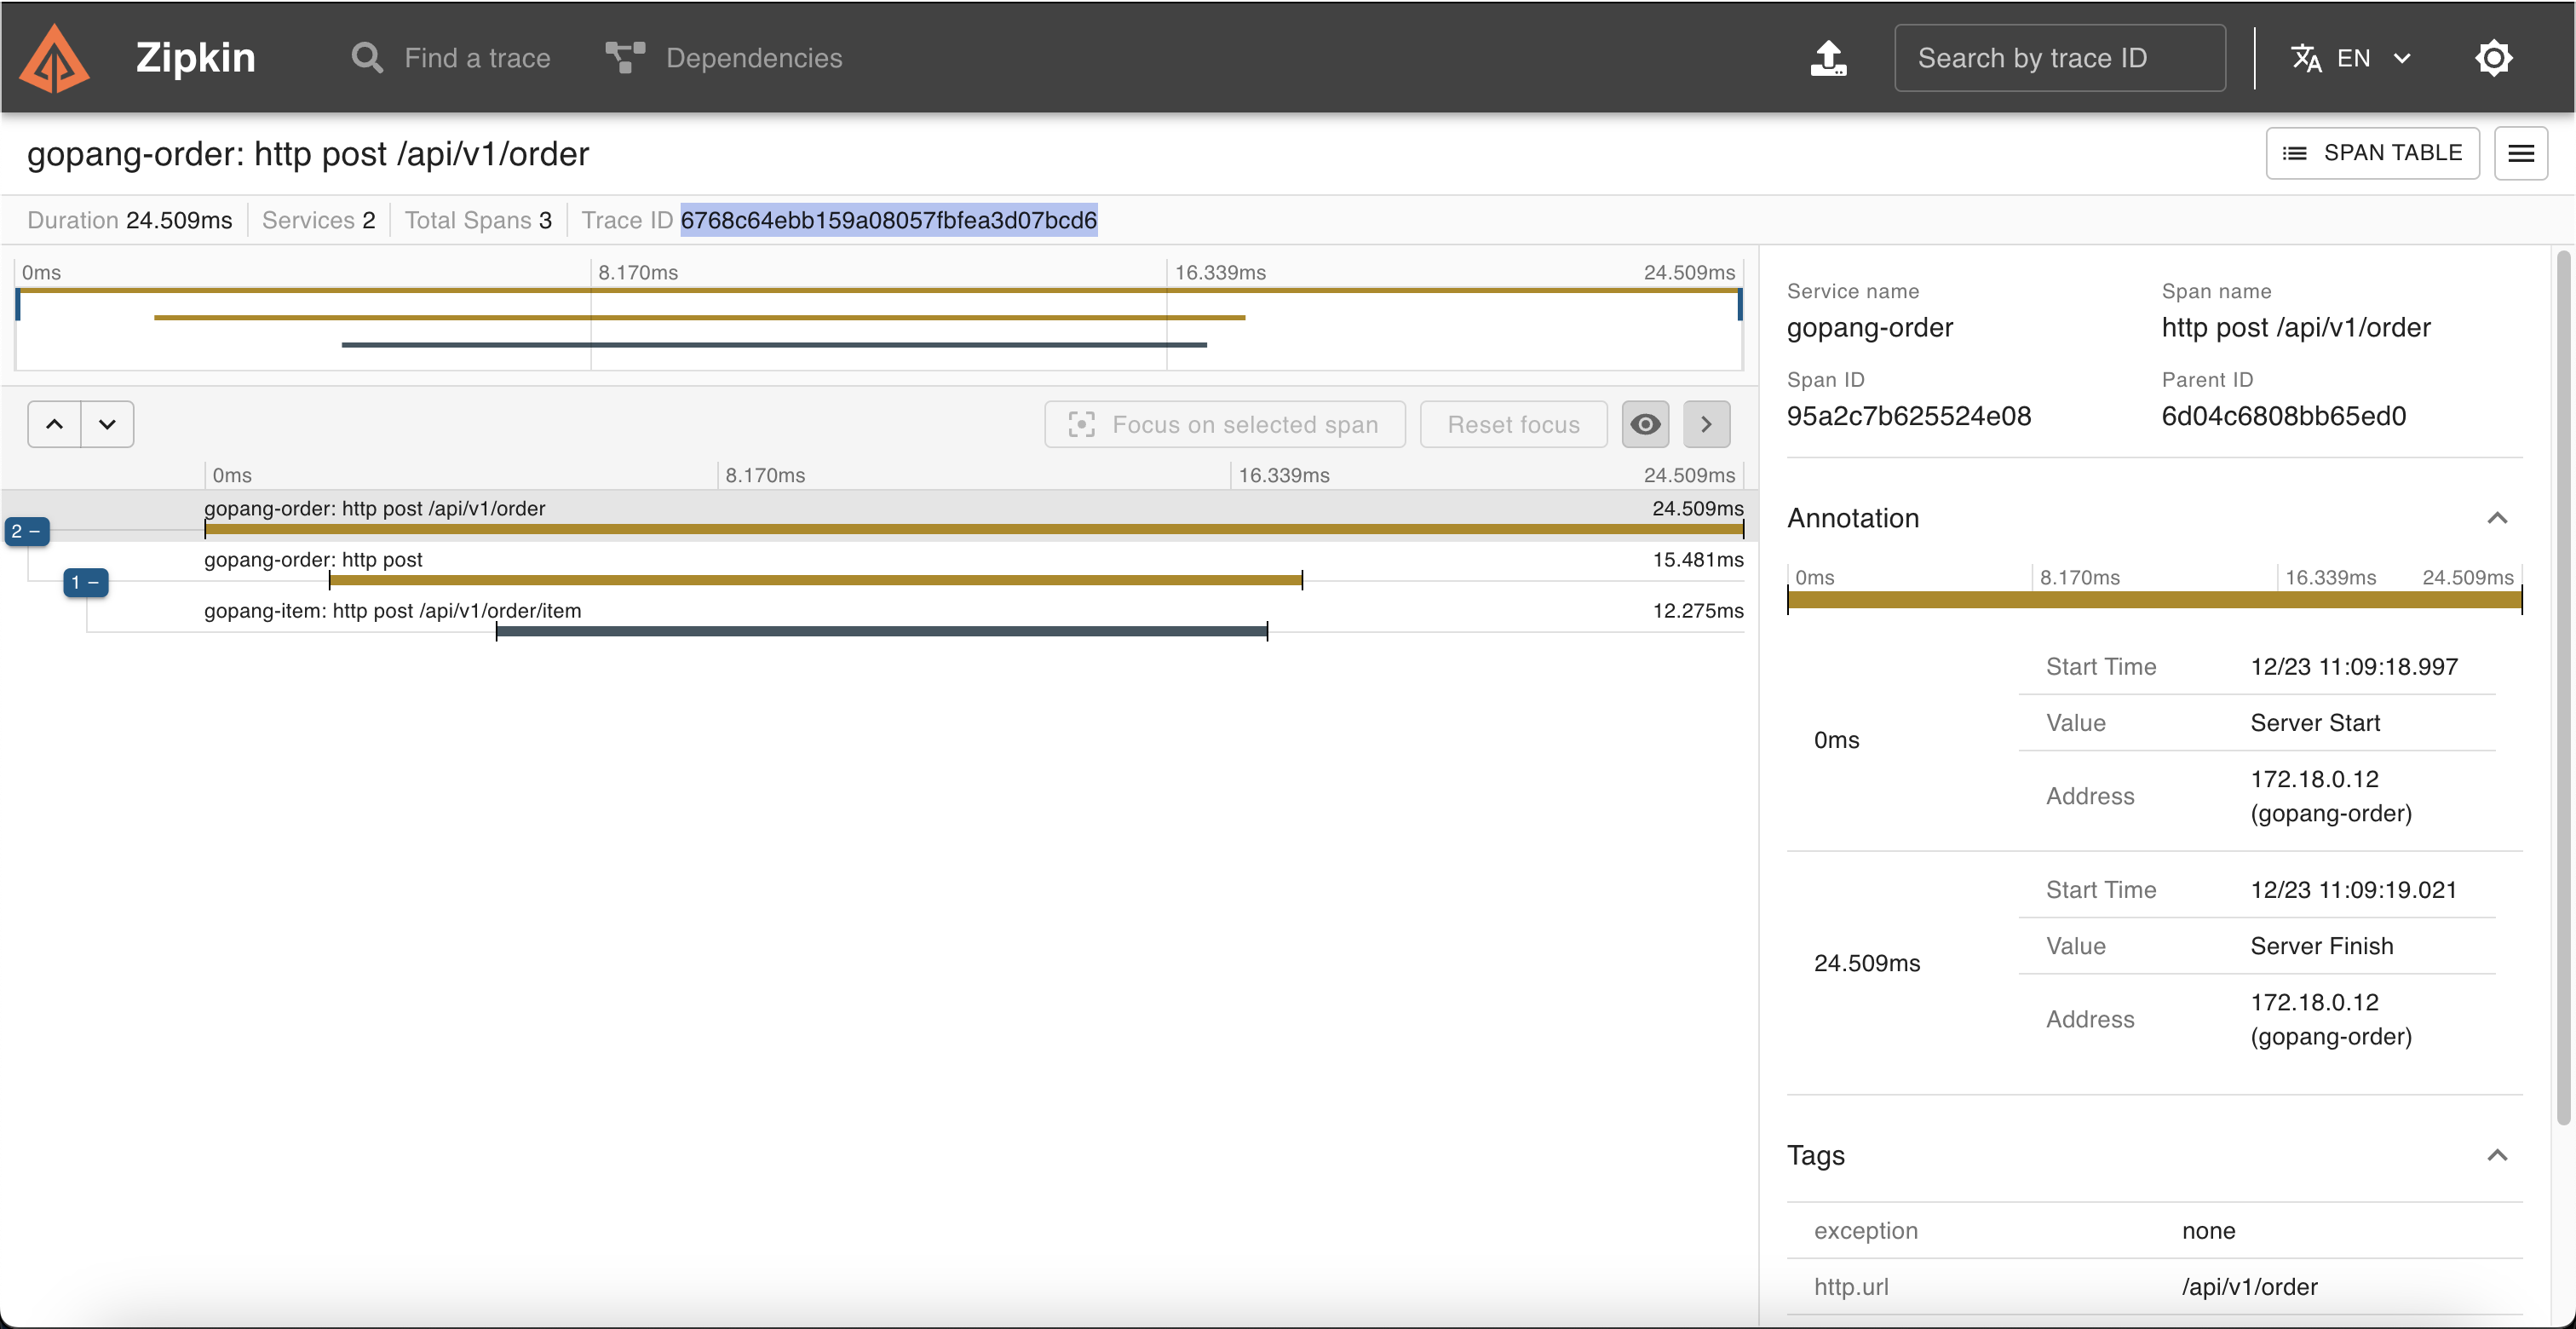 Zipkin
Find a trace
Dependencies
Search by trace ID
EN
gopang-order: http post /api/v1/order
SPAN TABLE
Duration 24.509ms Services 2 Total Spans 3 Trace ID 6768c64ebb159a08057fbfea3d07bcd6
0ms 8.170ms 16.339ms 24.509ms
Focus on selected span
Reset focus
0ms 8.170ms 16.339ms 24.509ms
gopang-order: http post /api/v1/order 24.509ms
2 –
gopang-order: http post 15.481ms
1 –
gopang-item: http post /api/v1/order/item 12.275ms
Service name Span name
gopang-order http post /api/v1/order
Span ID Parent ID
95a2c7b625524e08 6d04c6808bb65ed0
Annotation
0ms 8.170ms 16.339ms 24.509ms
0ms
Start Time 12/23 11:09:18.997
Value Server Start
Address 172.18.0.12
(gopang-order)
24.509ms
Start Time 12/23 11:09:19.021
Value Server Finish
Address 172.18.0.12
(gopang-order)
Tags
exception none
http.url /api/v1/order